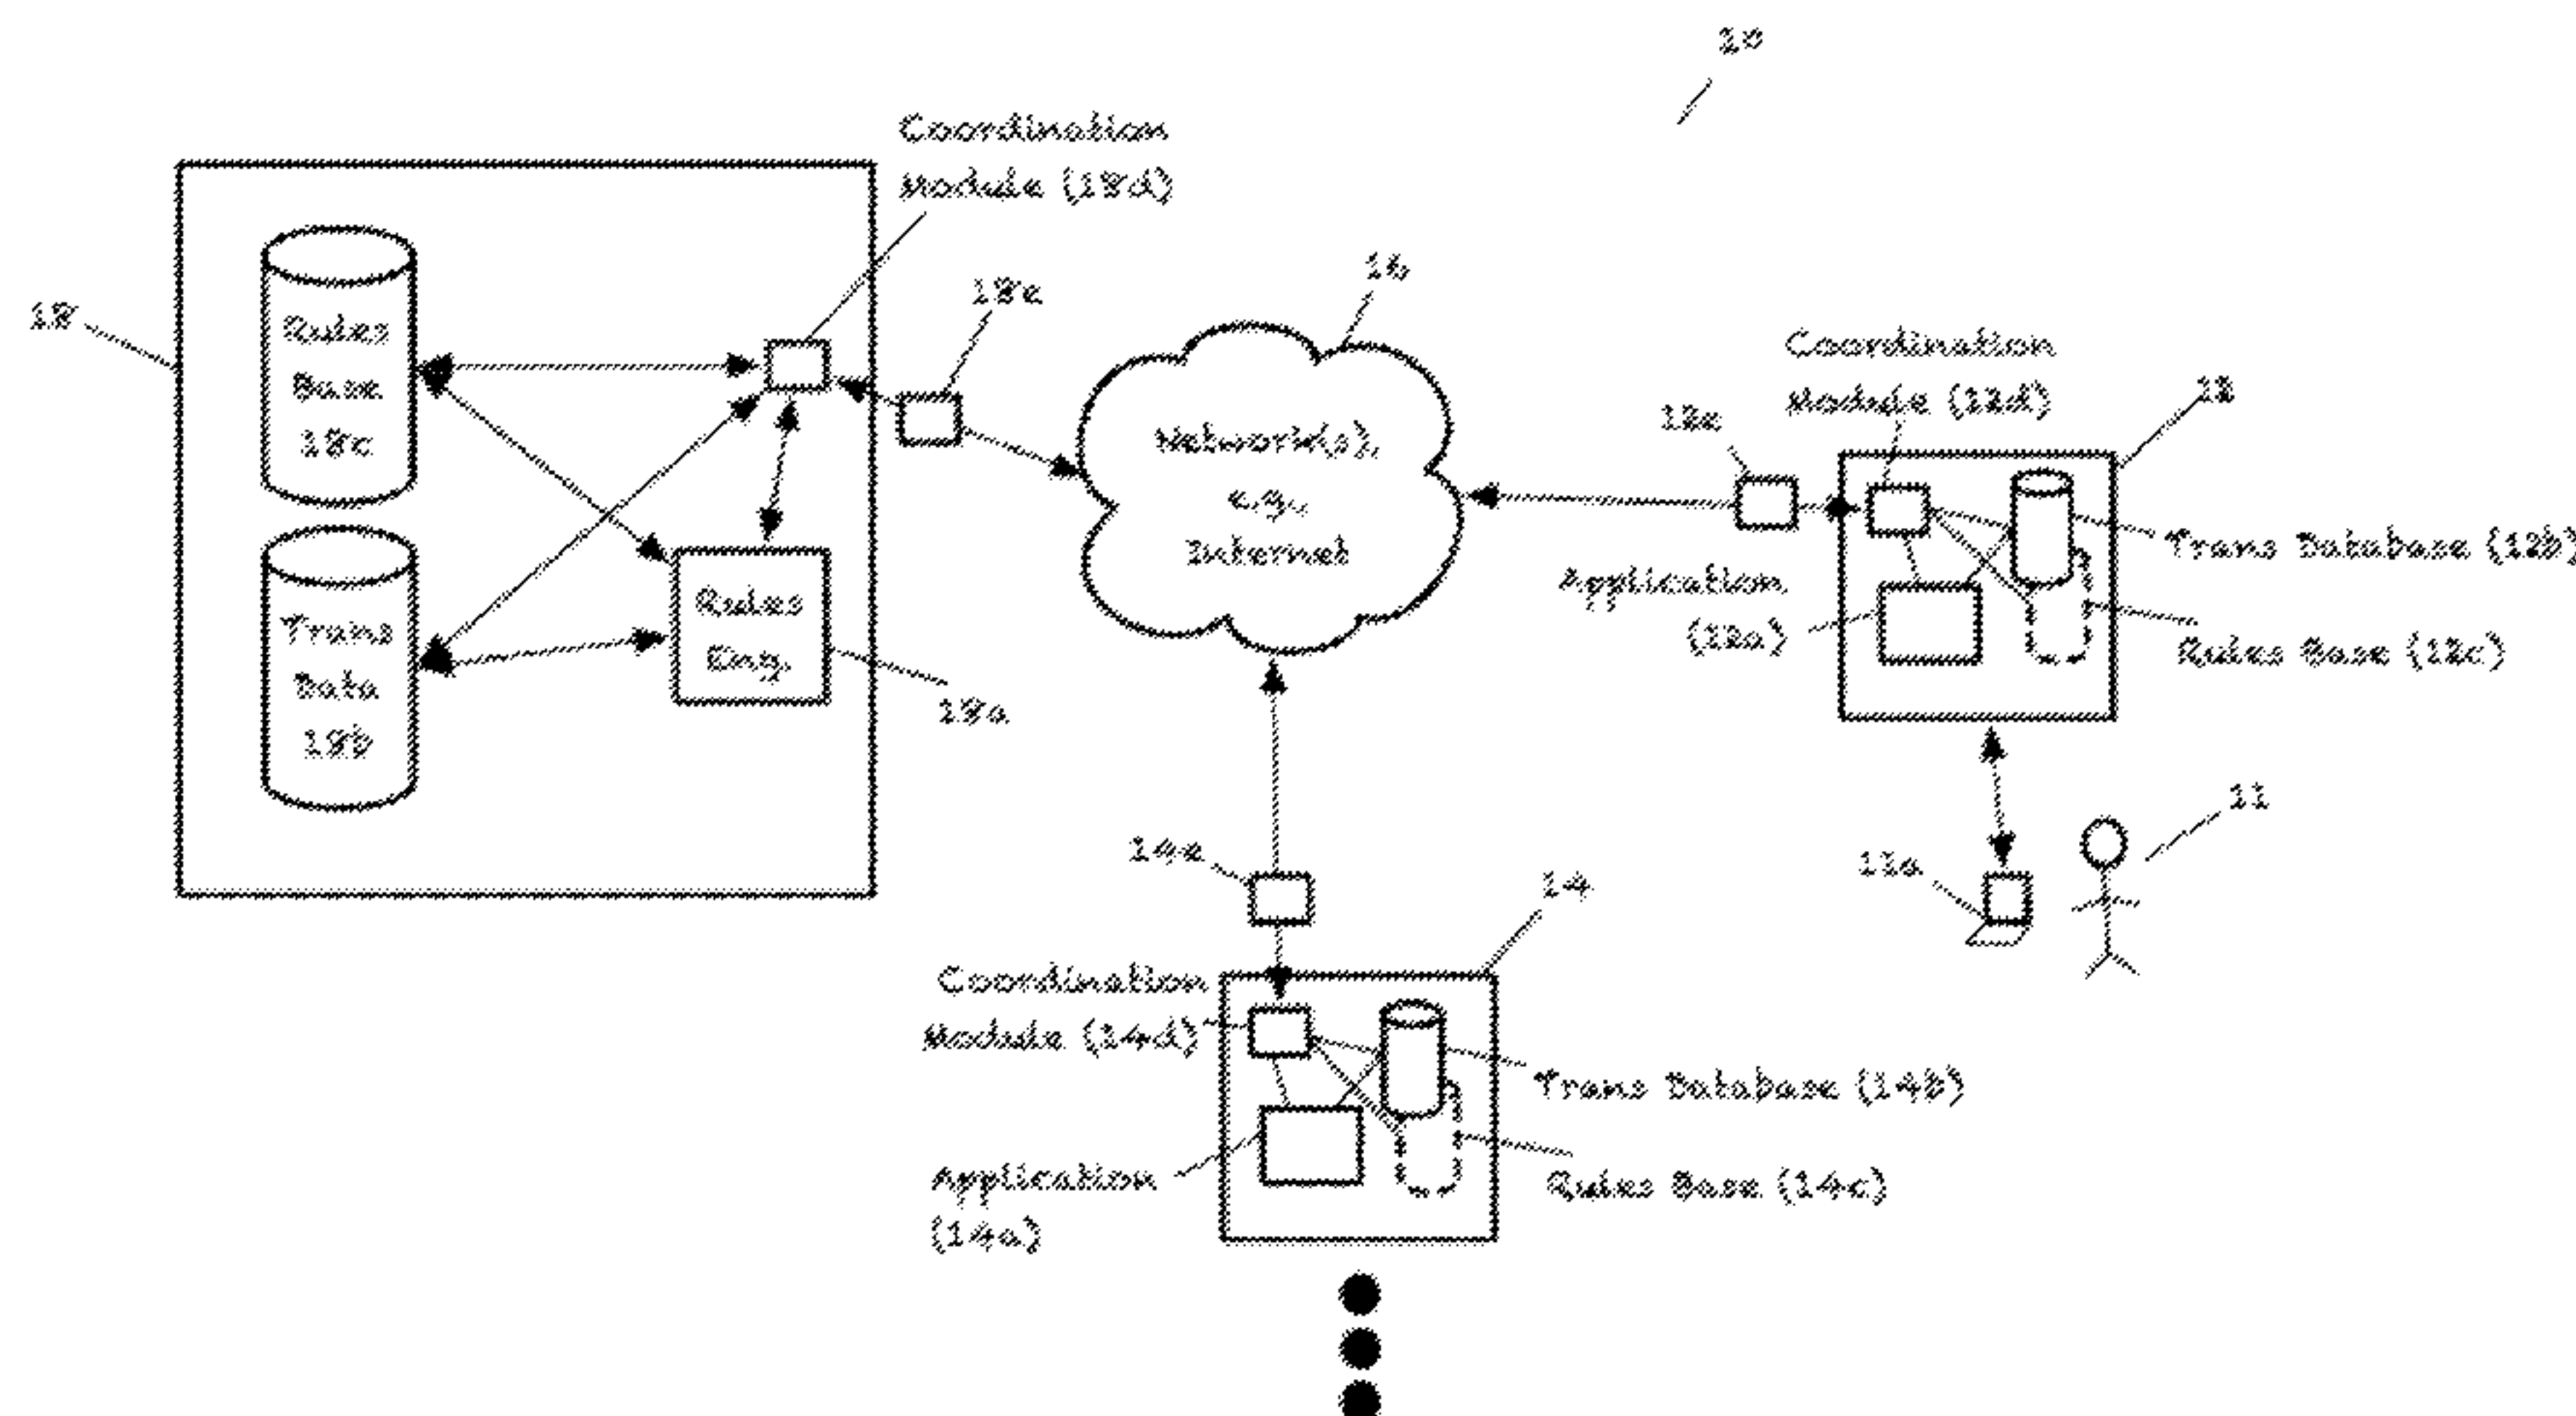 10
Coordination
Module (18d)
18
18e
16
Rules
Base
18c
Network(s),
e.g.,
Internet
Coordination
Module (12d)
12
12e
Trans Database (12b)
Application
(12a)
Rules Base (12c)
Rules
Eng.
Trans
Data
18b
18a
11
11a
14e
14
Coordination
Module (14d)
Trans Database (14b)
Application
(14a)
Rules Base (14c)